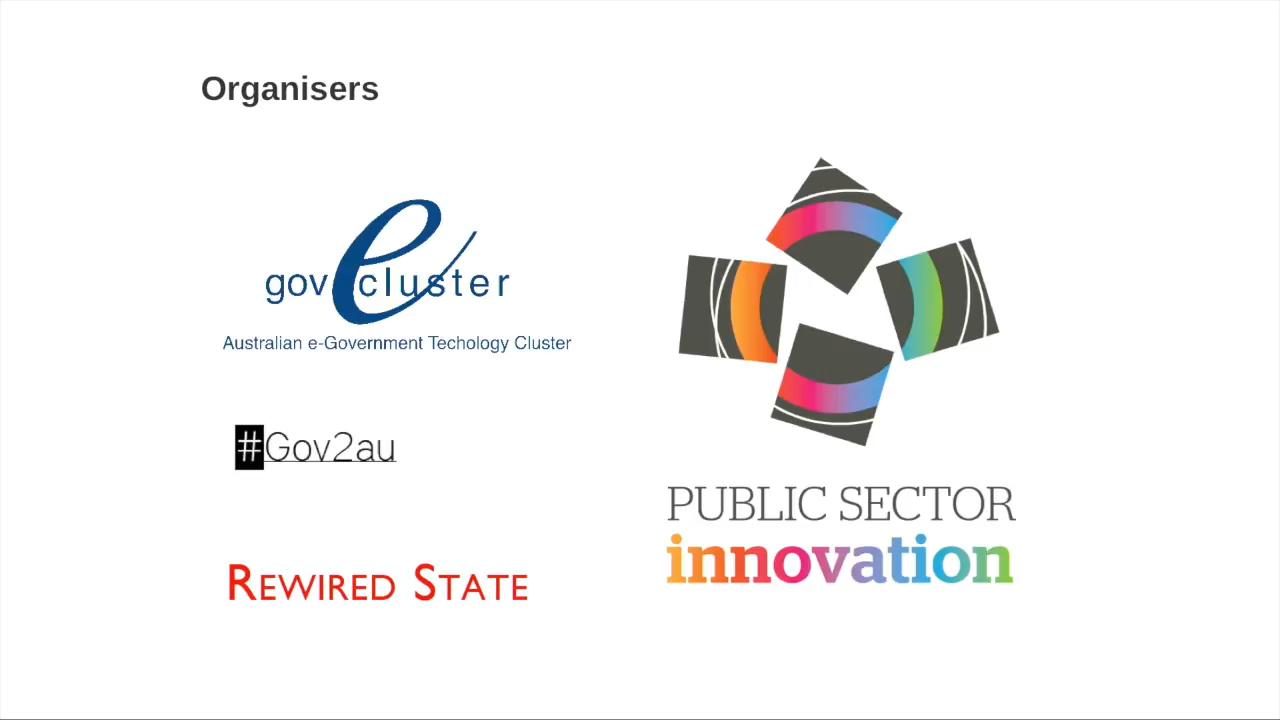 Organisers
gov e cluster
Australian e-Government Techology Cluster
#Gov2au
REWIRED STATE
PUBLIC SECTOR
innovation